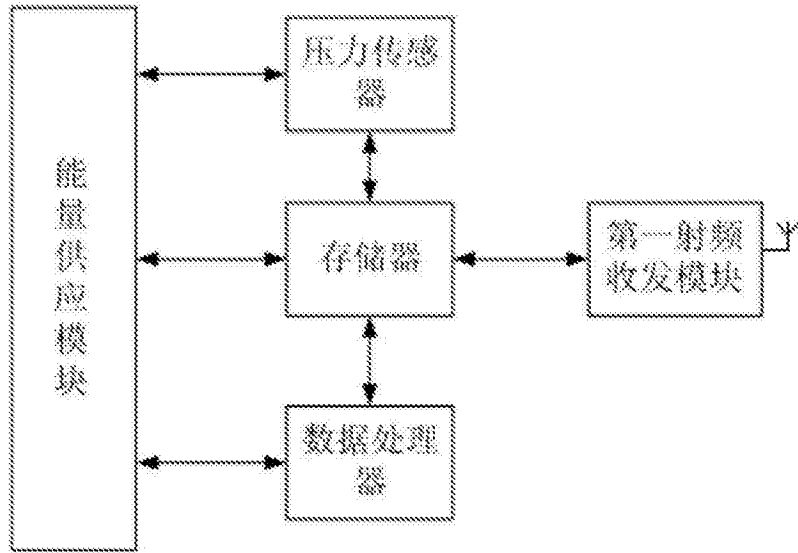 能量供应模块
压力传感
器
存储器
第一射频
收发模块
数据处理
器